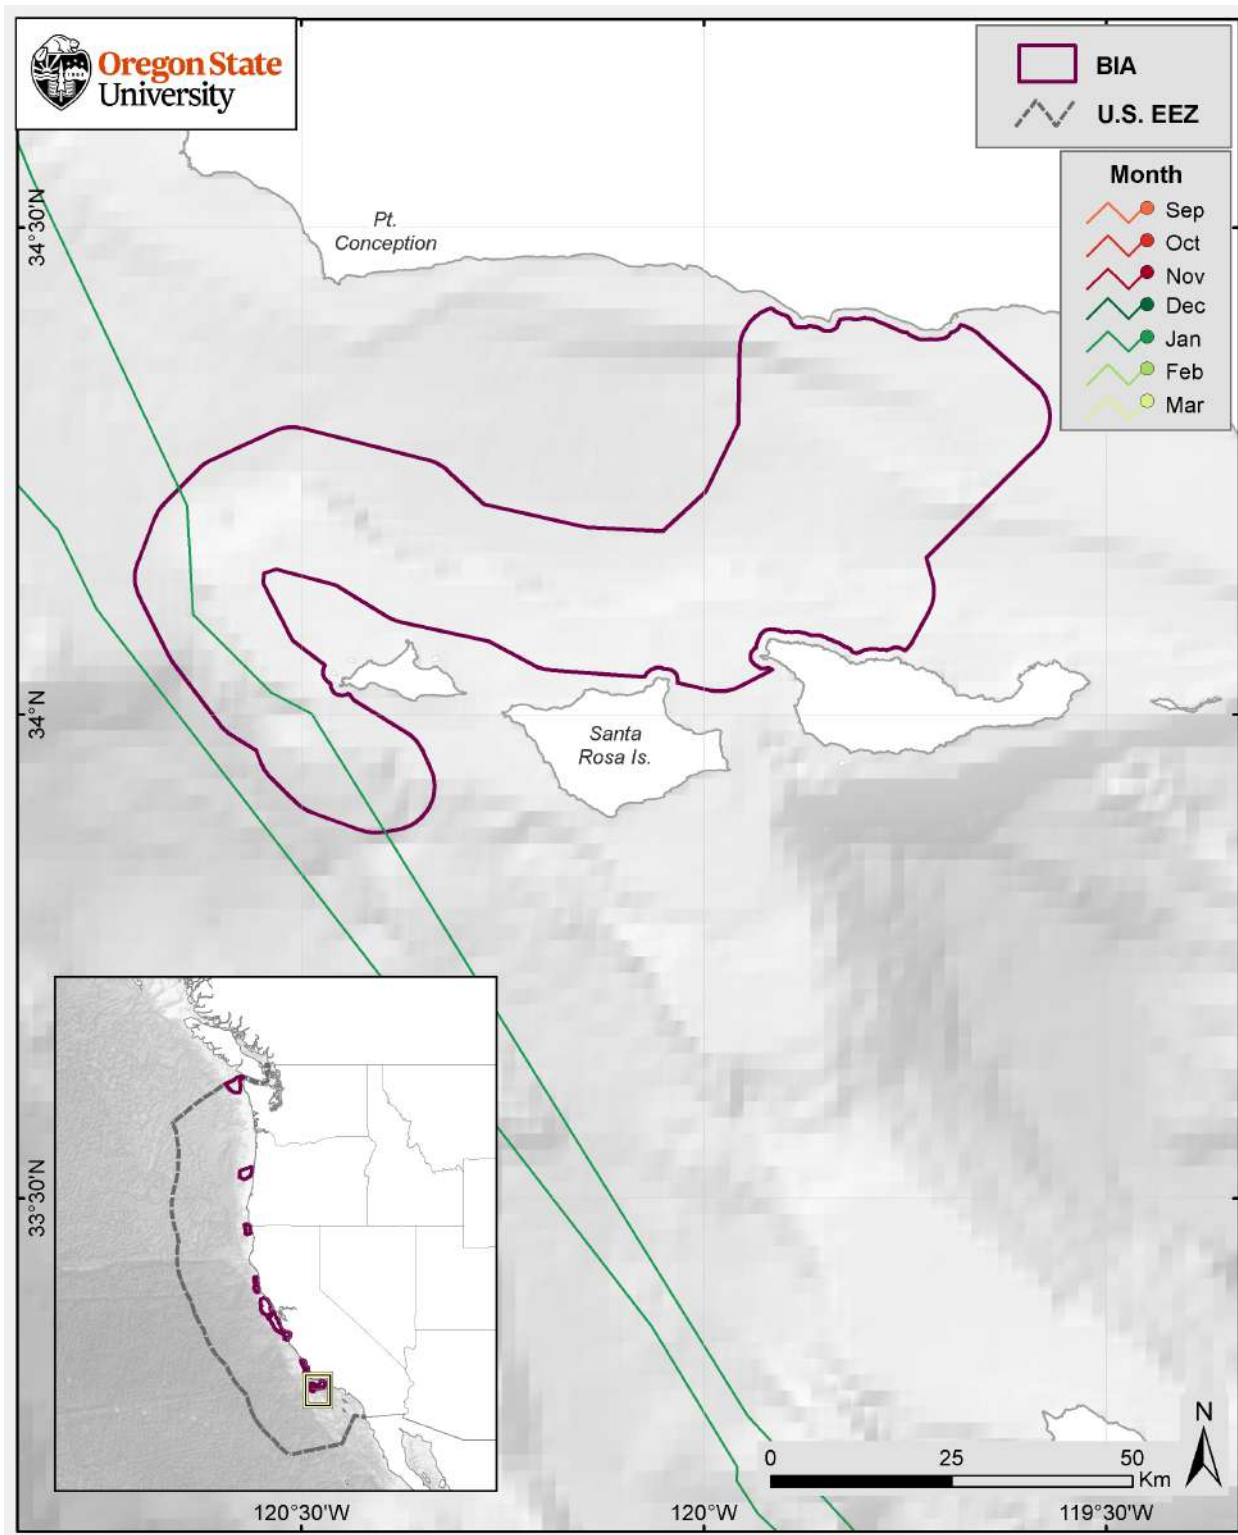 Oregon State
University
BIA
U.S. EEZ
Month
Sep
Oct
Nov
Dec
Jan
Feb
Mar
34°30'N
Pt.
Conception
34°N
Santa
Rosa Is.
33°30'N
N
0 25 50
Km
120°30'W 120°W 119°30'W